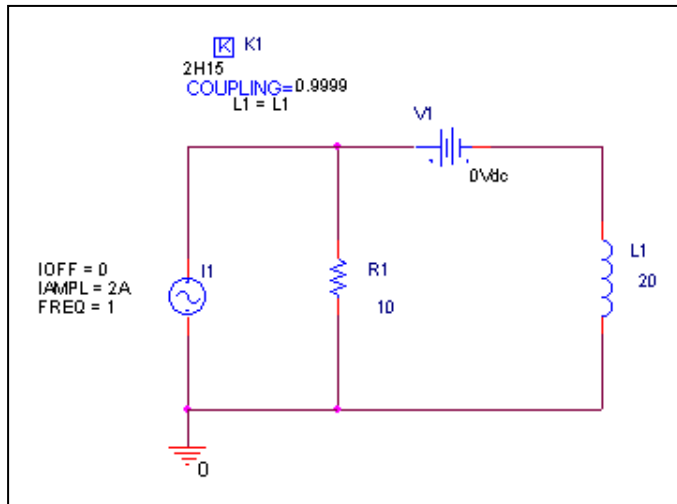 K K1
2H15
COUPLING=0.9999
L1 = L1
V1
0Vdc
IOFF = 0
IAMPL = 2A
FREQ = 1
I1
R1
10
L1
20
0